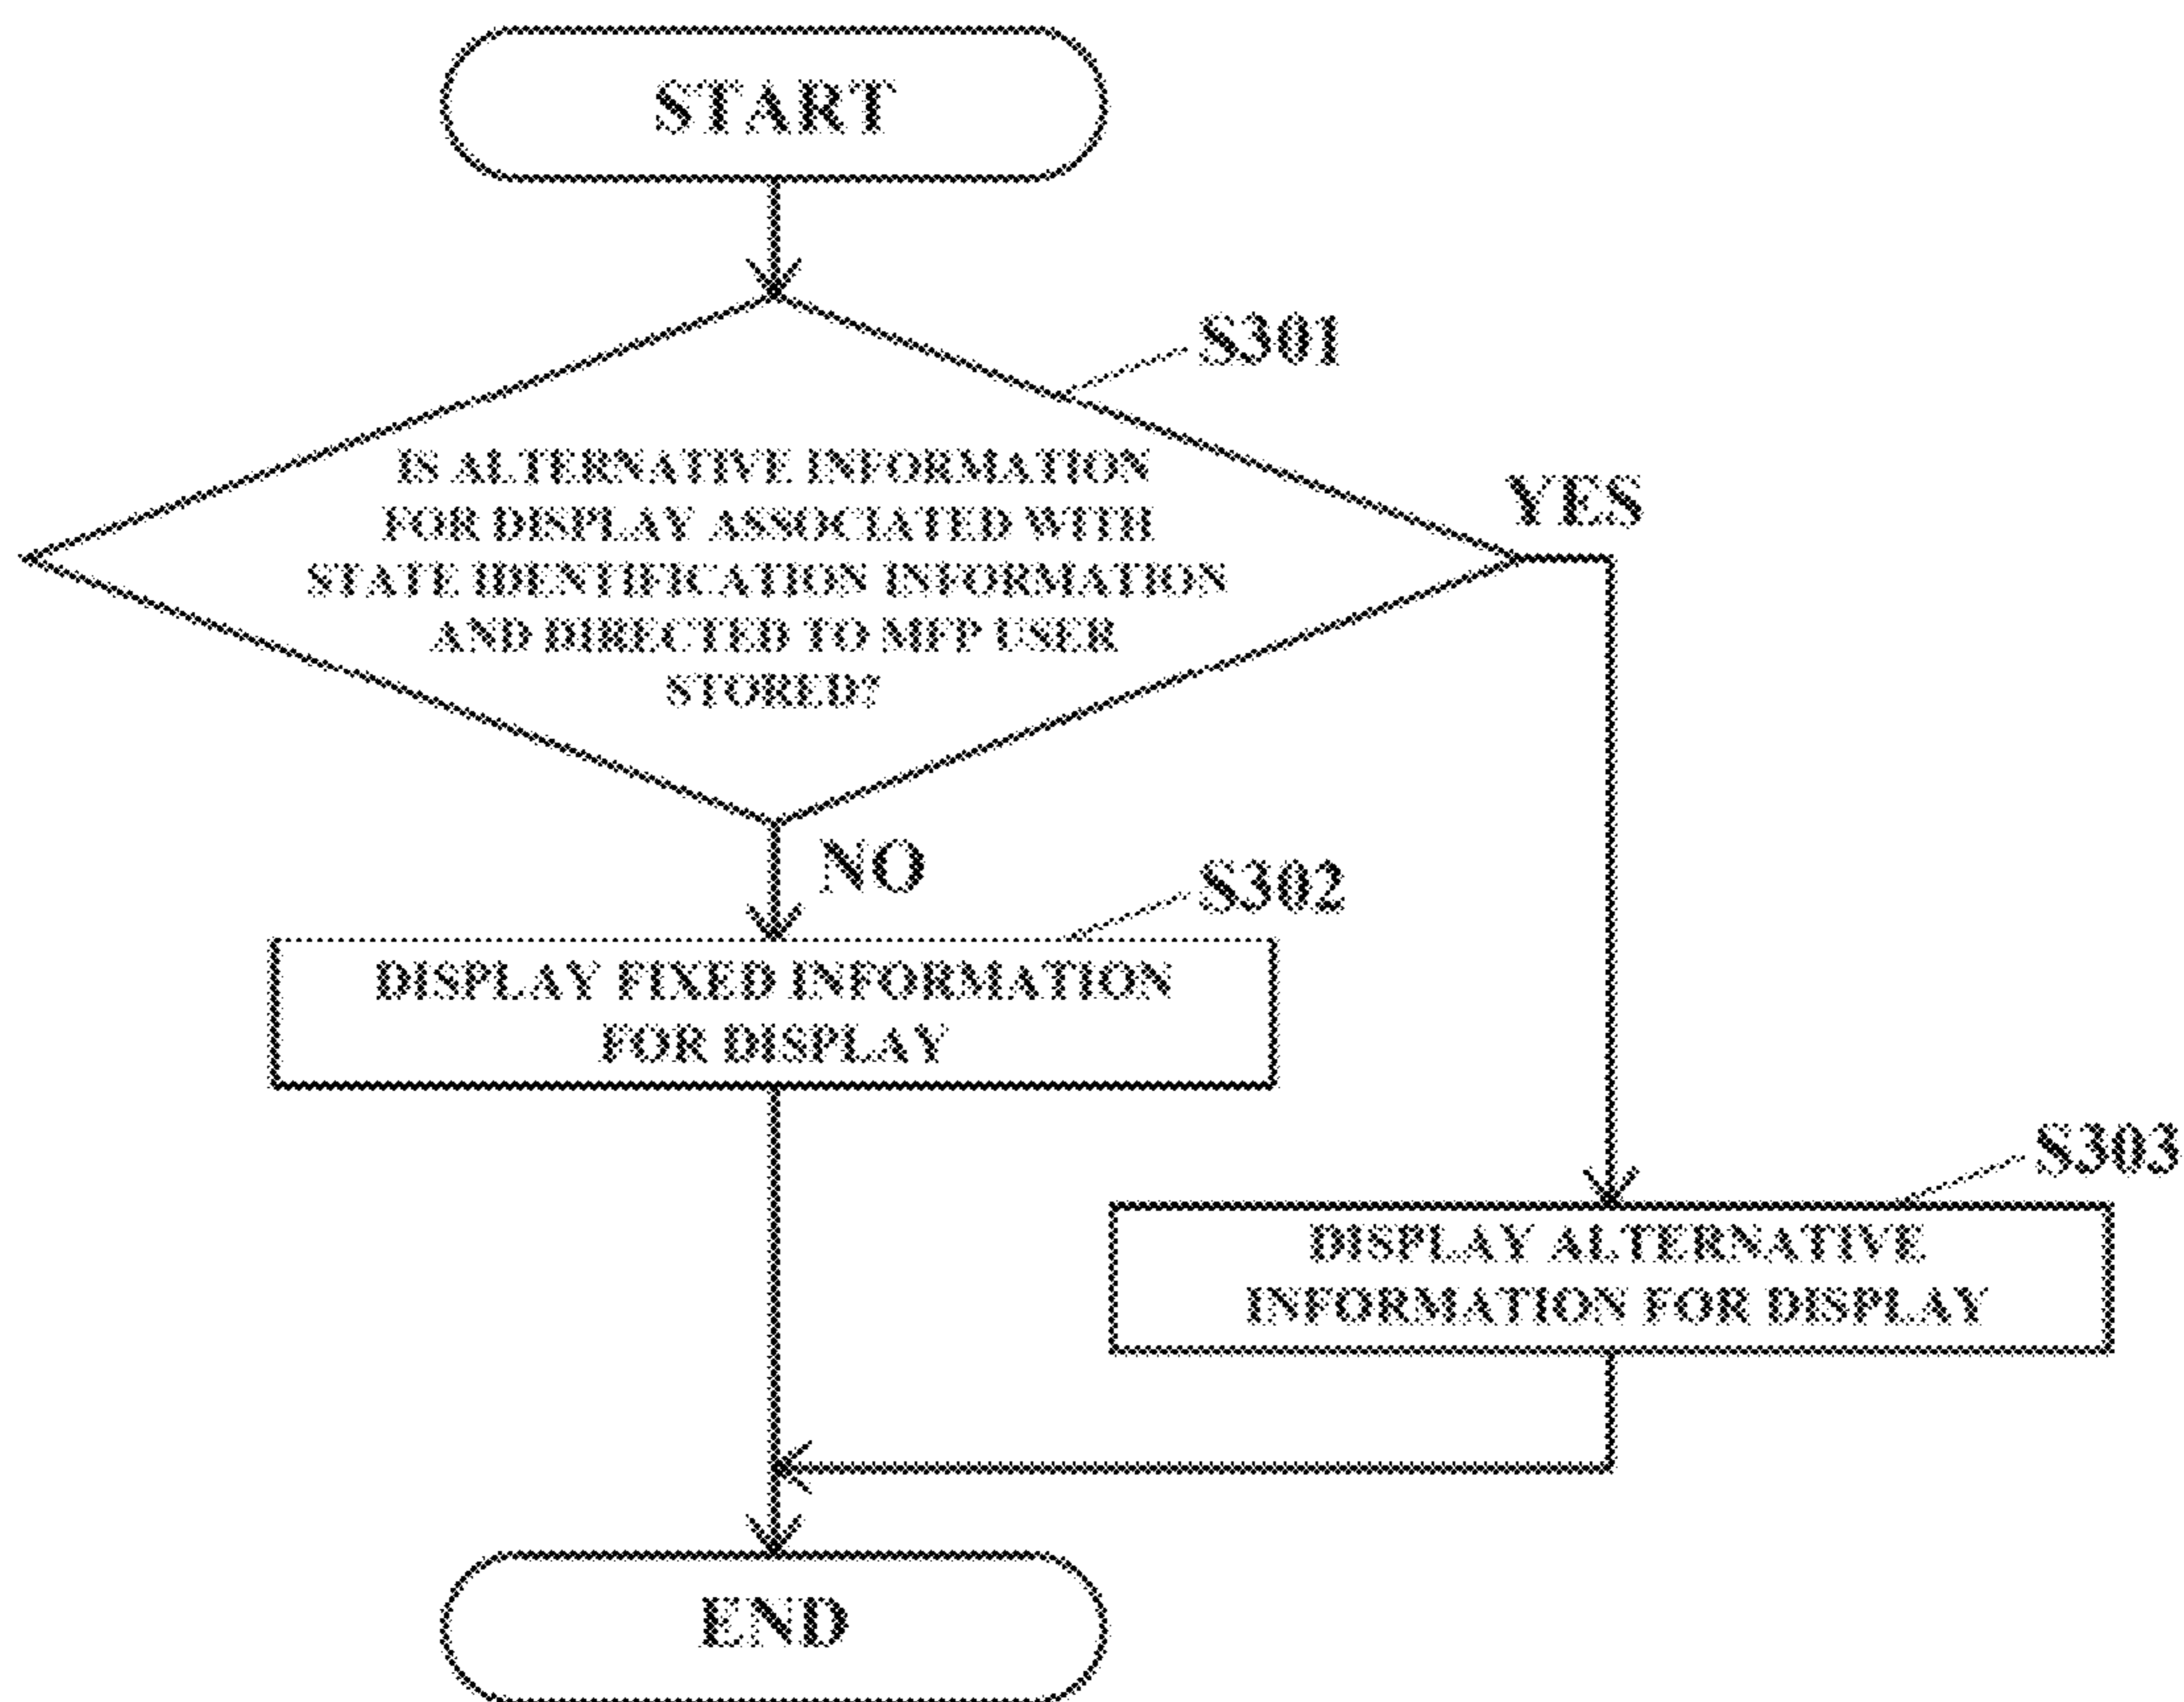 START
S301
IS ALTERNATIVE INFORMATION
FOR DISPLAY ASSOCIATED WITH
STATE IDENTIFICATION INFORMATION
AND DIRECTED TO MFP USER
STORED?
YES
NO
S302
DISPLAY FIXED INFORMATION
FOR DISPLAY
S303
DISPLAY ALTERNATIVE
INFORMATION FOR DISPLAY
END